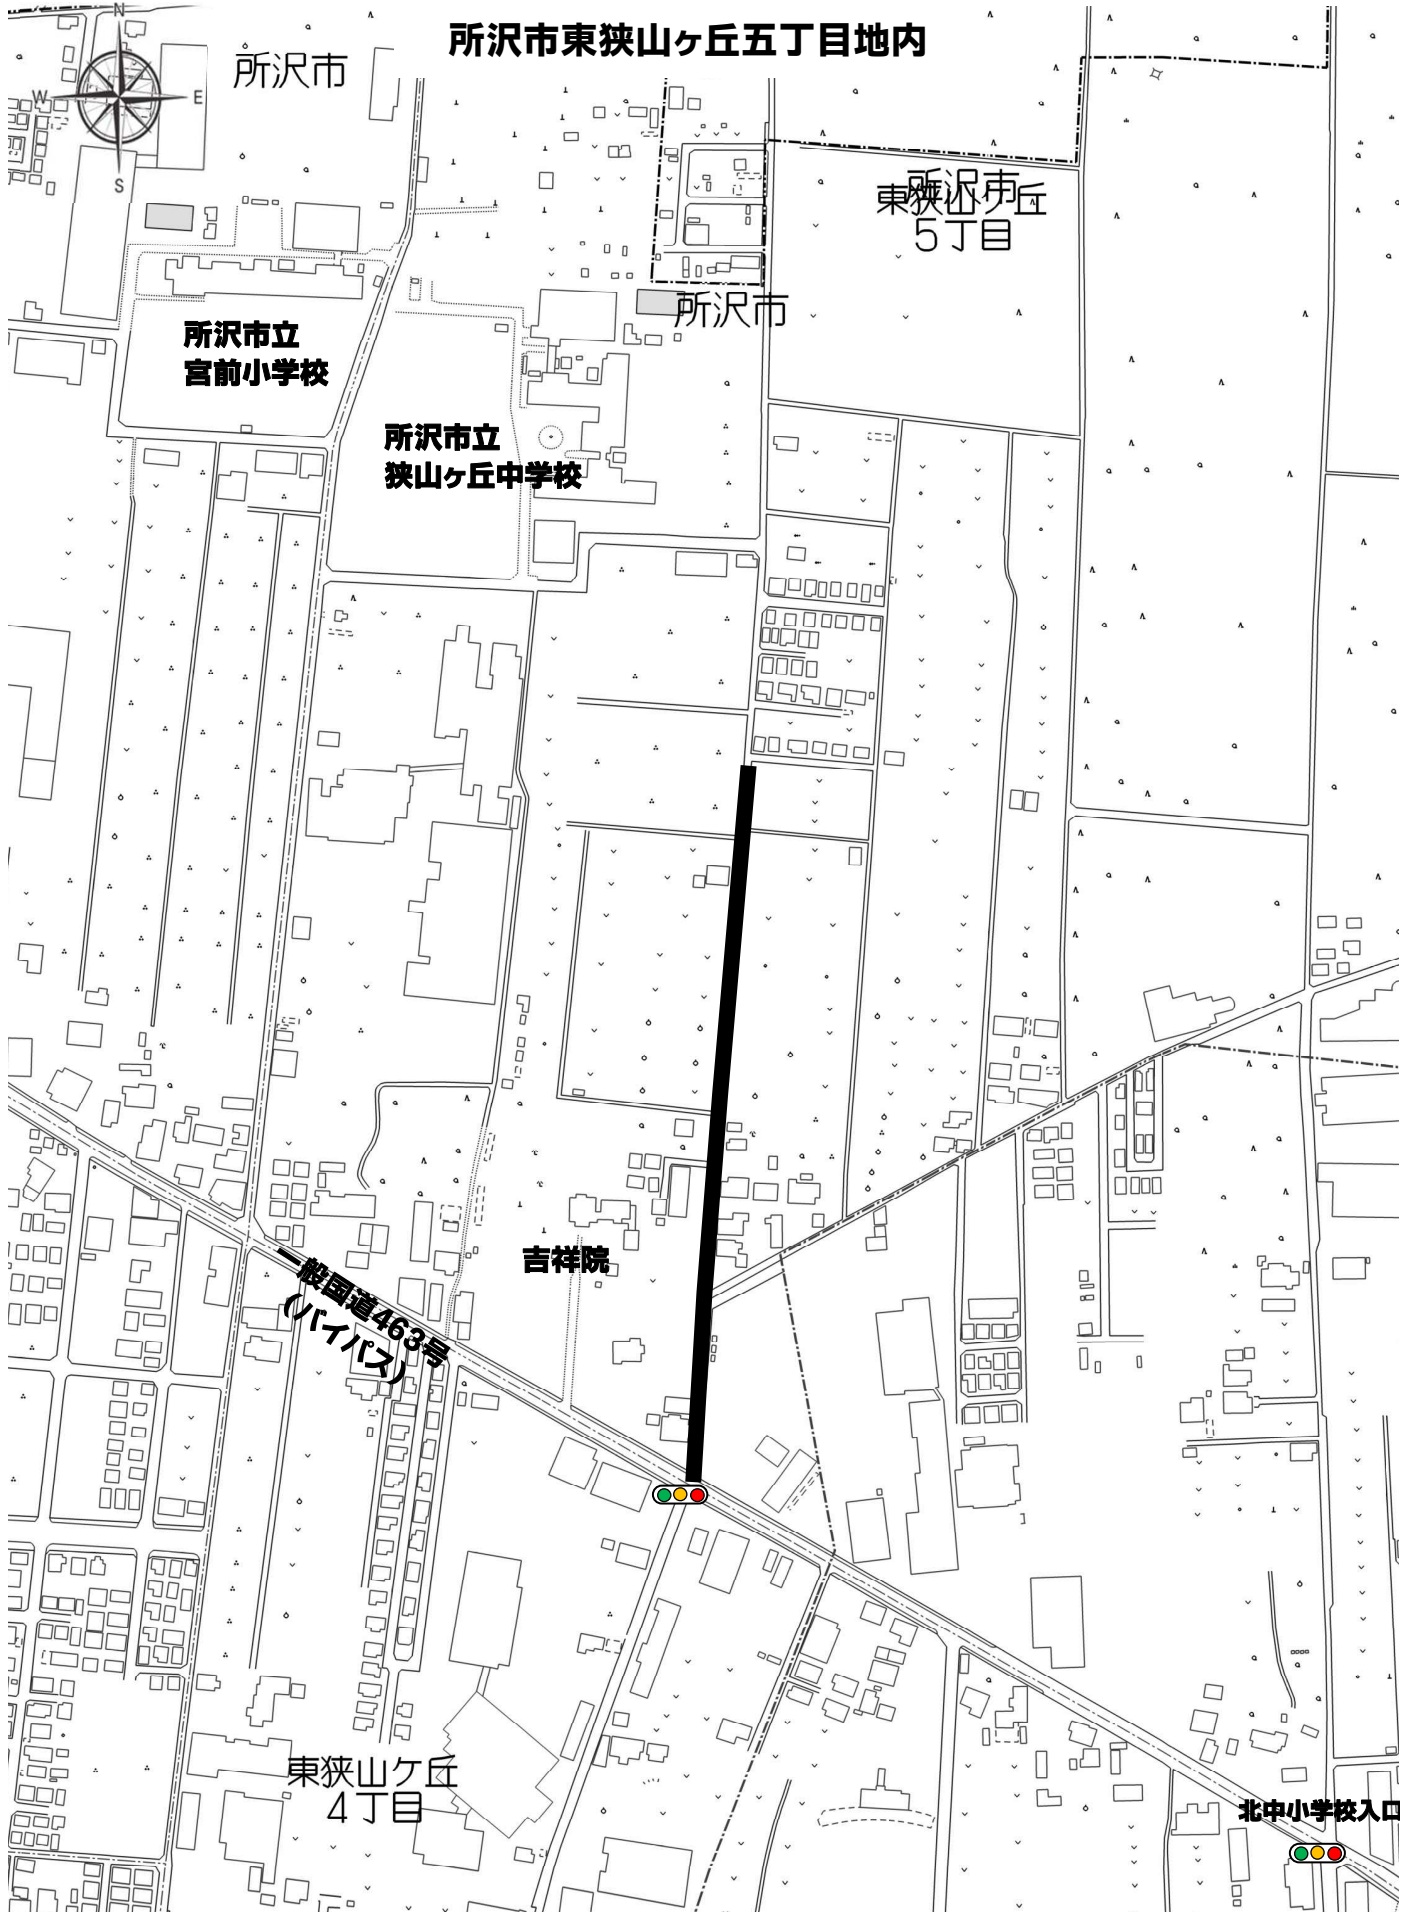 所沢市東狭山ヶ丘五丁目地内
N
W
E
S
所沢市
所沢市
東狭山ケ丘
5丁目
所沢市
所沢市立
宮前小学校
所沢市立
狭山ヶ丘中学校
吉祥院
一般国道463号
(バイパス)
東狭山ケ丘
4丁目
北中小学校入口